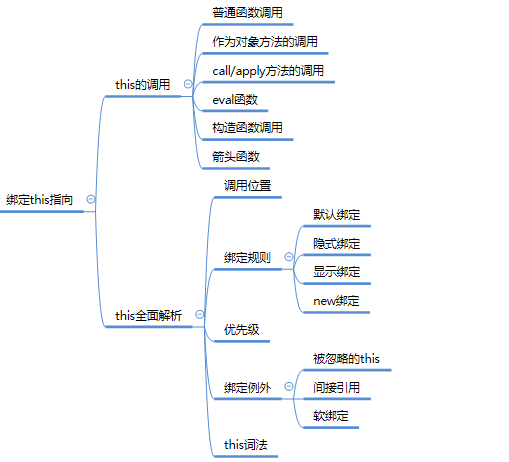 绑定this指向
this的调用
普通函数调用
作为对象方法的调用
call/apply方法的调用
eval函数
构造函数调用
箭头函数
this全面解析
调用位置
绑定规则
默认绑定
隐式绑定
显示绑定
new绑定
优先级
绑定例外
被忽略的this
间接引用
软绑定
this词法